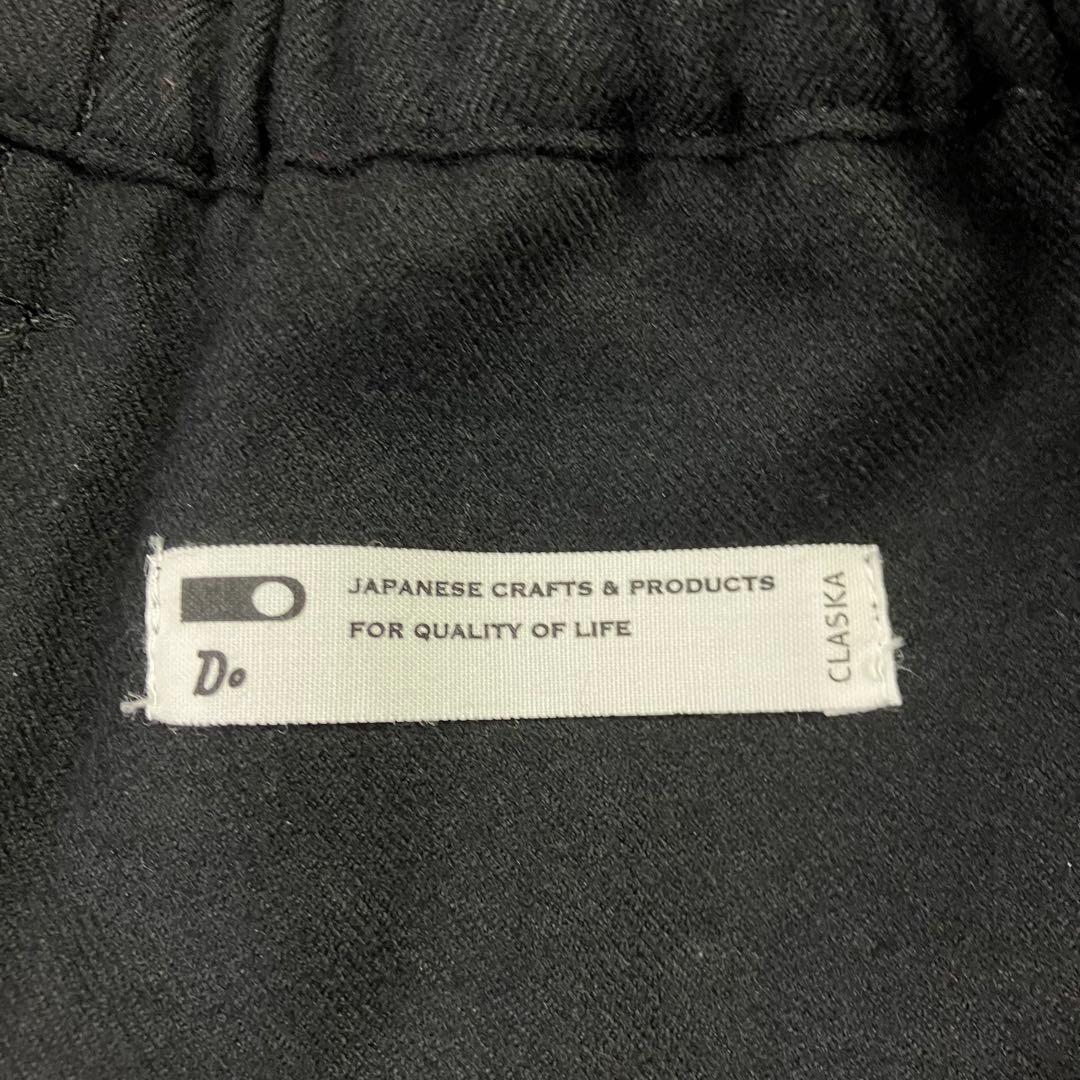 JAPANESE CRAFTS & PRODUCTS
FOR QUALITY OF LIFE
Do
CLASKA